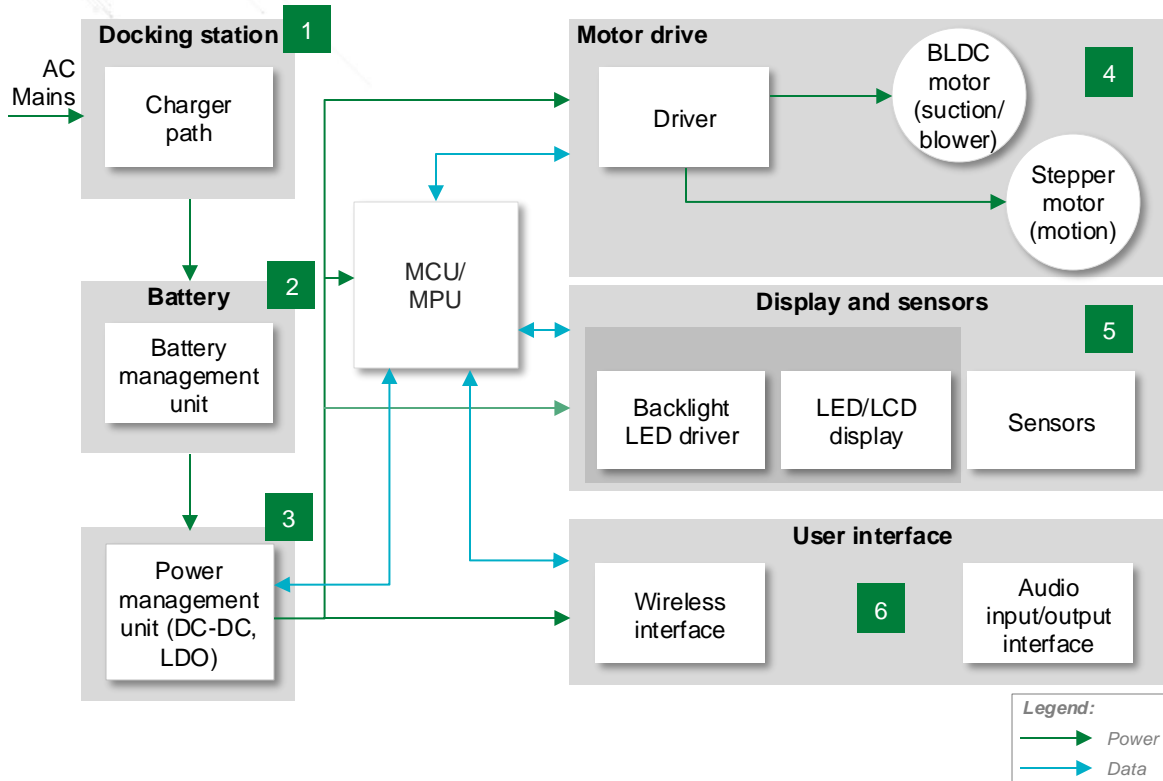 Docking station
1
AC
Mains
Charger
path
Battery
2
Battery
management
unit
3
Power
management
unit (DC-DC,
LDO)
MCU/
MPU
Motor drive
4
Driver
BLDC
motor
(suction/
blower)
Stepper
motor
(motion)
Display and sensors
5
Backlight
LED driver
LED/LCD
display
Sensors
User interface
6
Wireless
interface
Audio
input/output
interface
Legend:
Power
Data